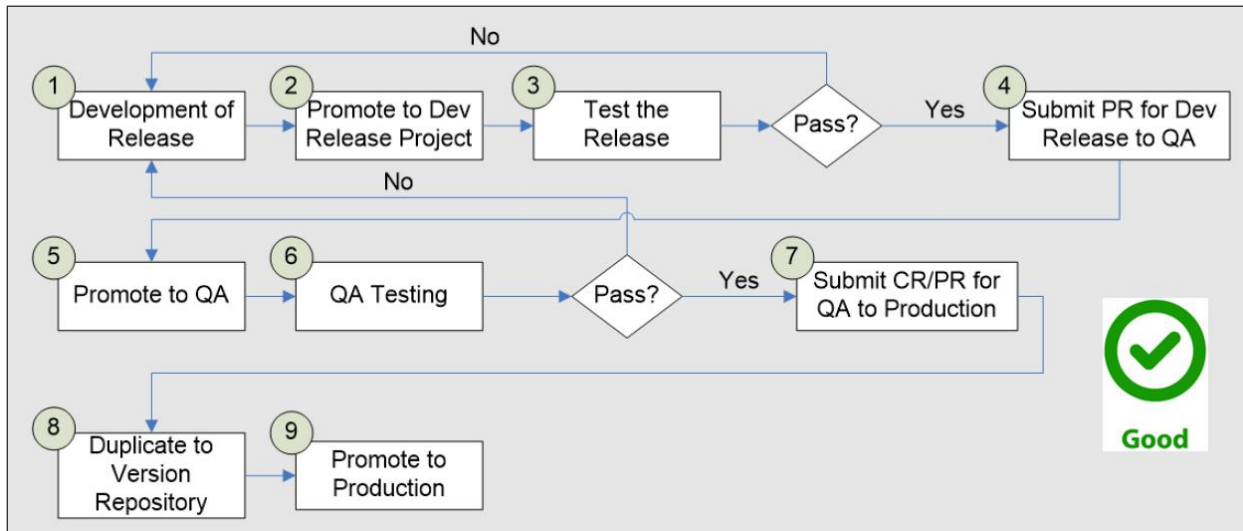 No
1
Development of
Release
2
Promote to Dev
Release Project
3
Test the
Release
Pass?
Yes
4
Submit PR for Dev
Release to QA
No
5
Promote to QA
6
QA Testing
Pass?
Yes
7
Submit CR/PR for
QA to Production
8
Duplicate to
Version
Repository
9
Promote to
Production
Good